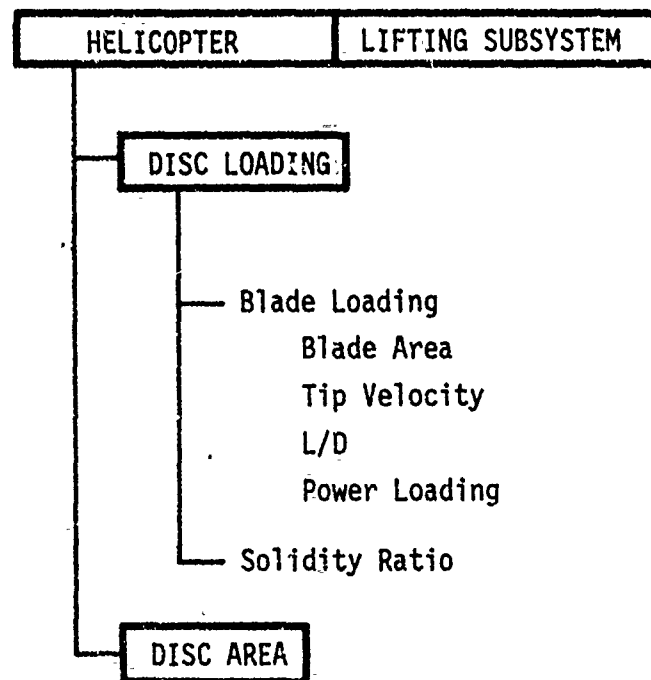 HELICOPTER LIFTING SUBSYSTEM
DISC LOADING
Blade Loading
Blade Area
Tip Velocity
L/D
Power Loading
Solidity Ratio
DISC AREA